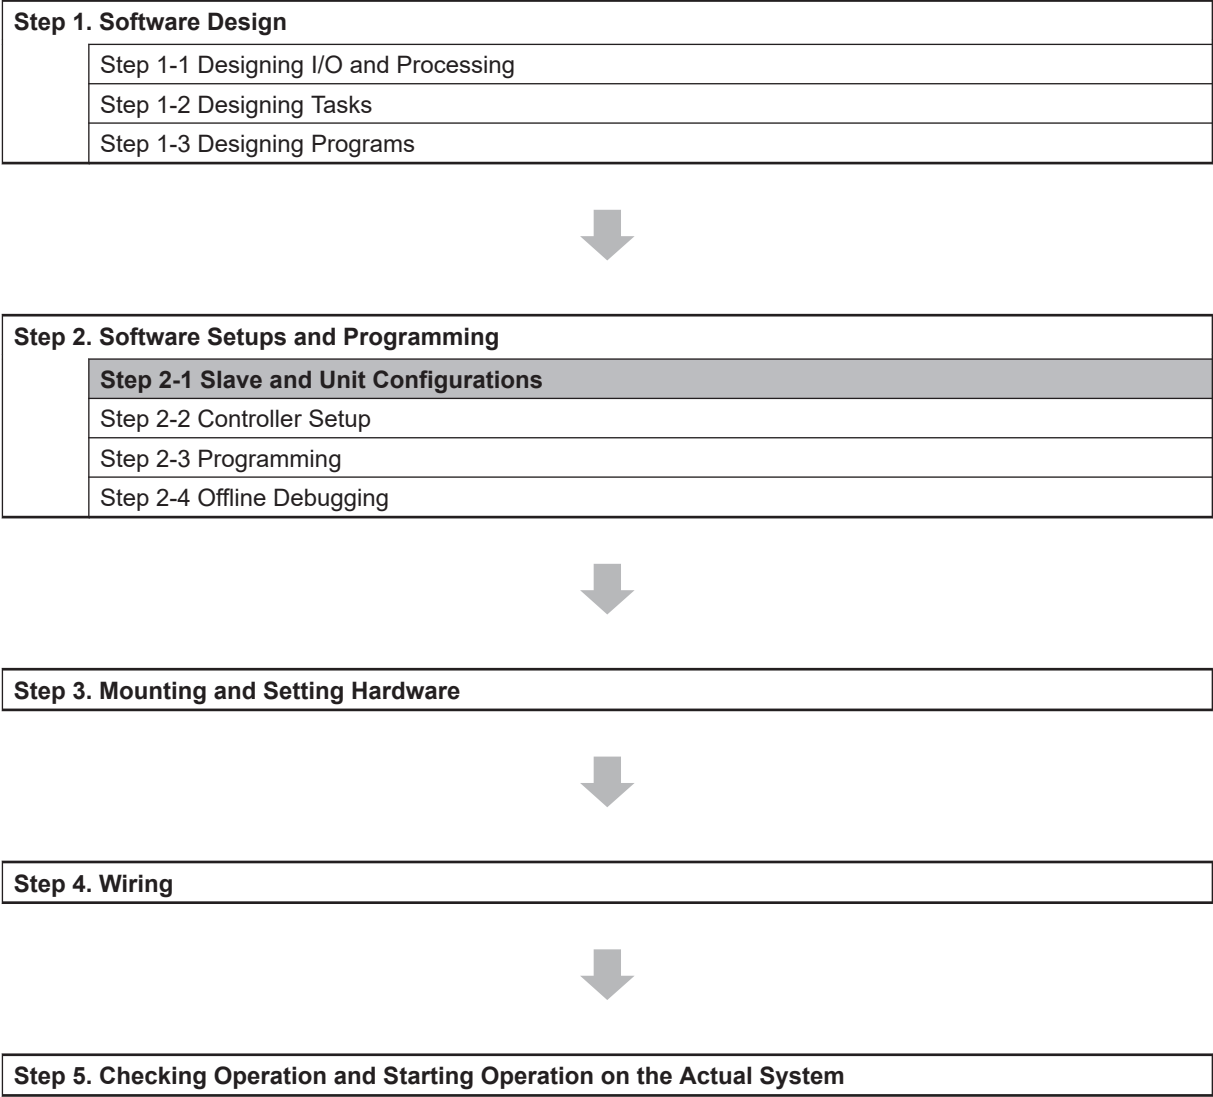 Step 1. Software Design
Step 1-1 Designing I/O and Processing
Step 1-2 Designing Tasks
Step 1-3 Designing Programs
Step 2. Software Setups and Programming
Step 2-1 Slave and Unit Configurations
Step 2-2 Controller Setup
Step 2-3 Programming
Step 2-4 Offline Debugging
Step 3. Mounting and Setting Hardware
Step 4. Wiring
Step 5. Checking Operation and Starting Operation on the Actual System